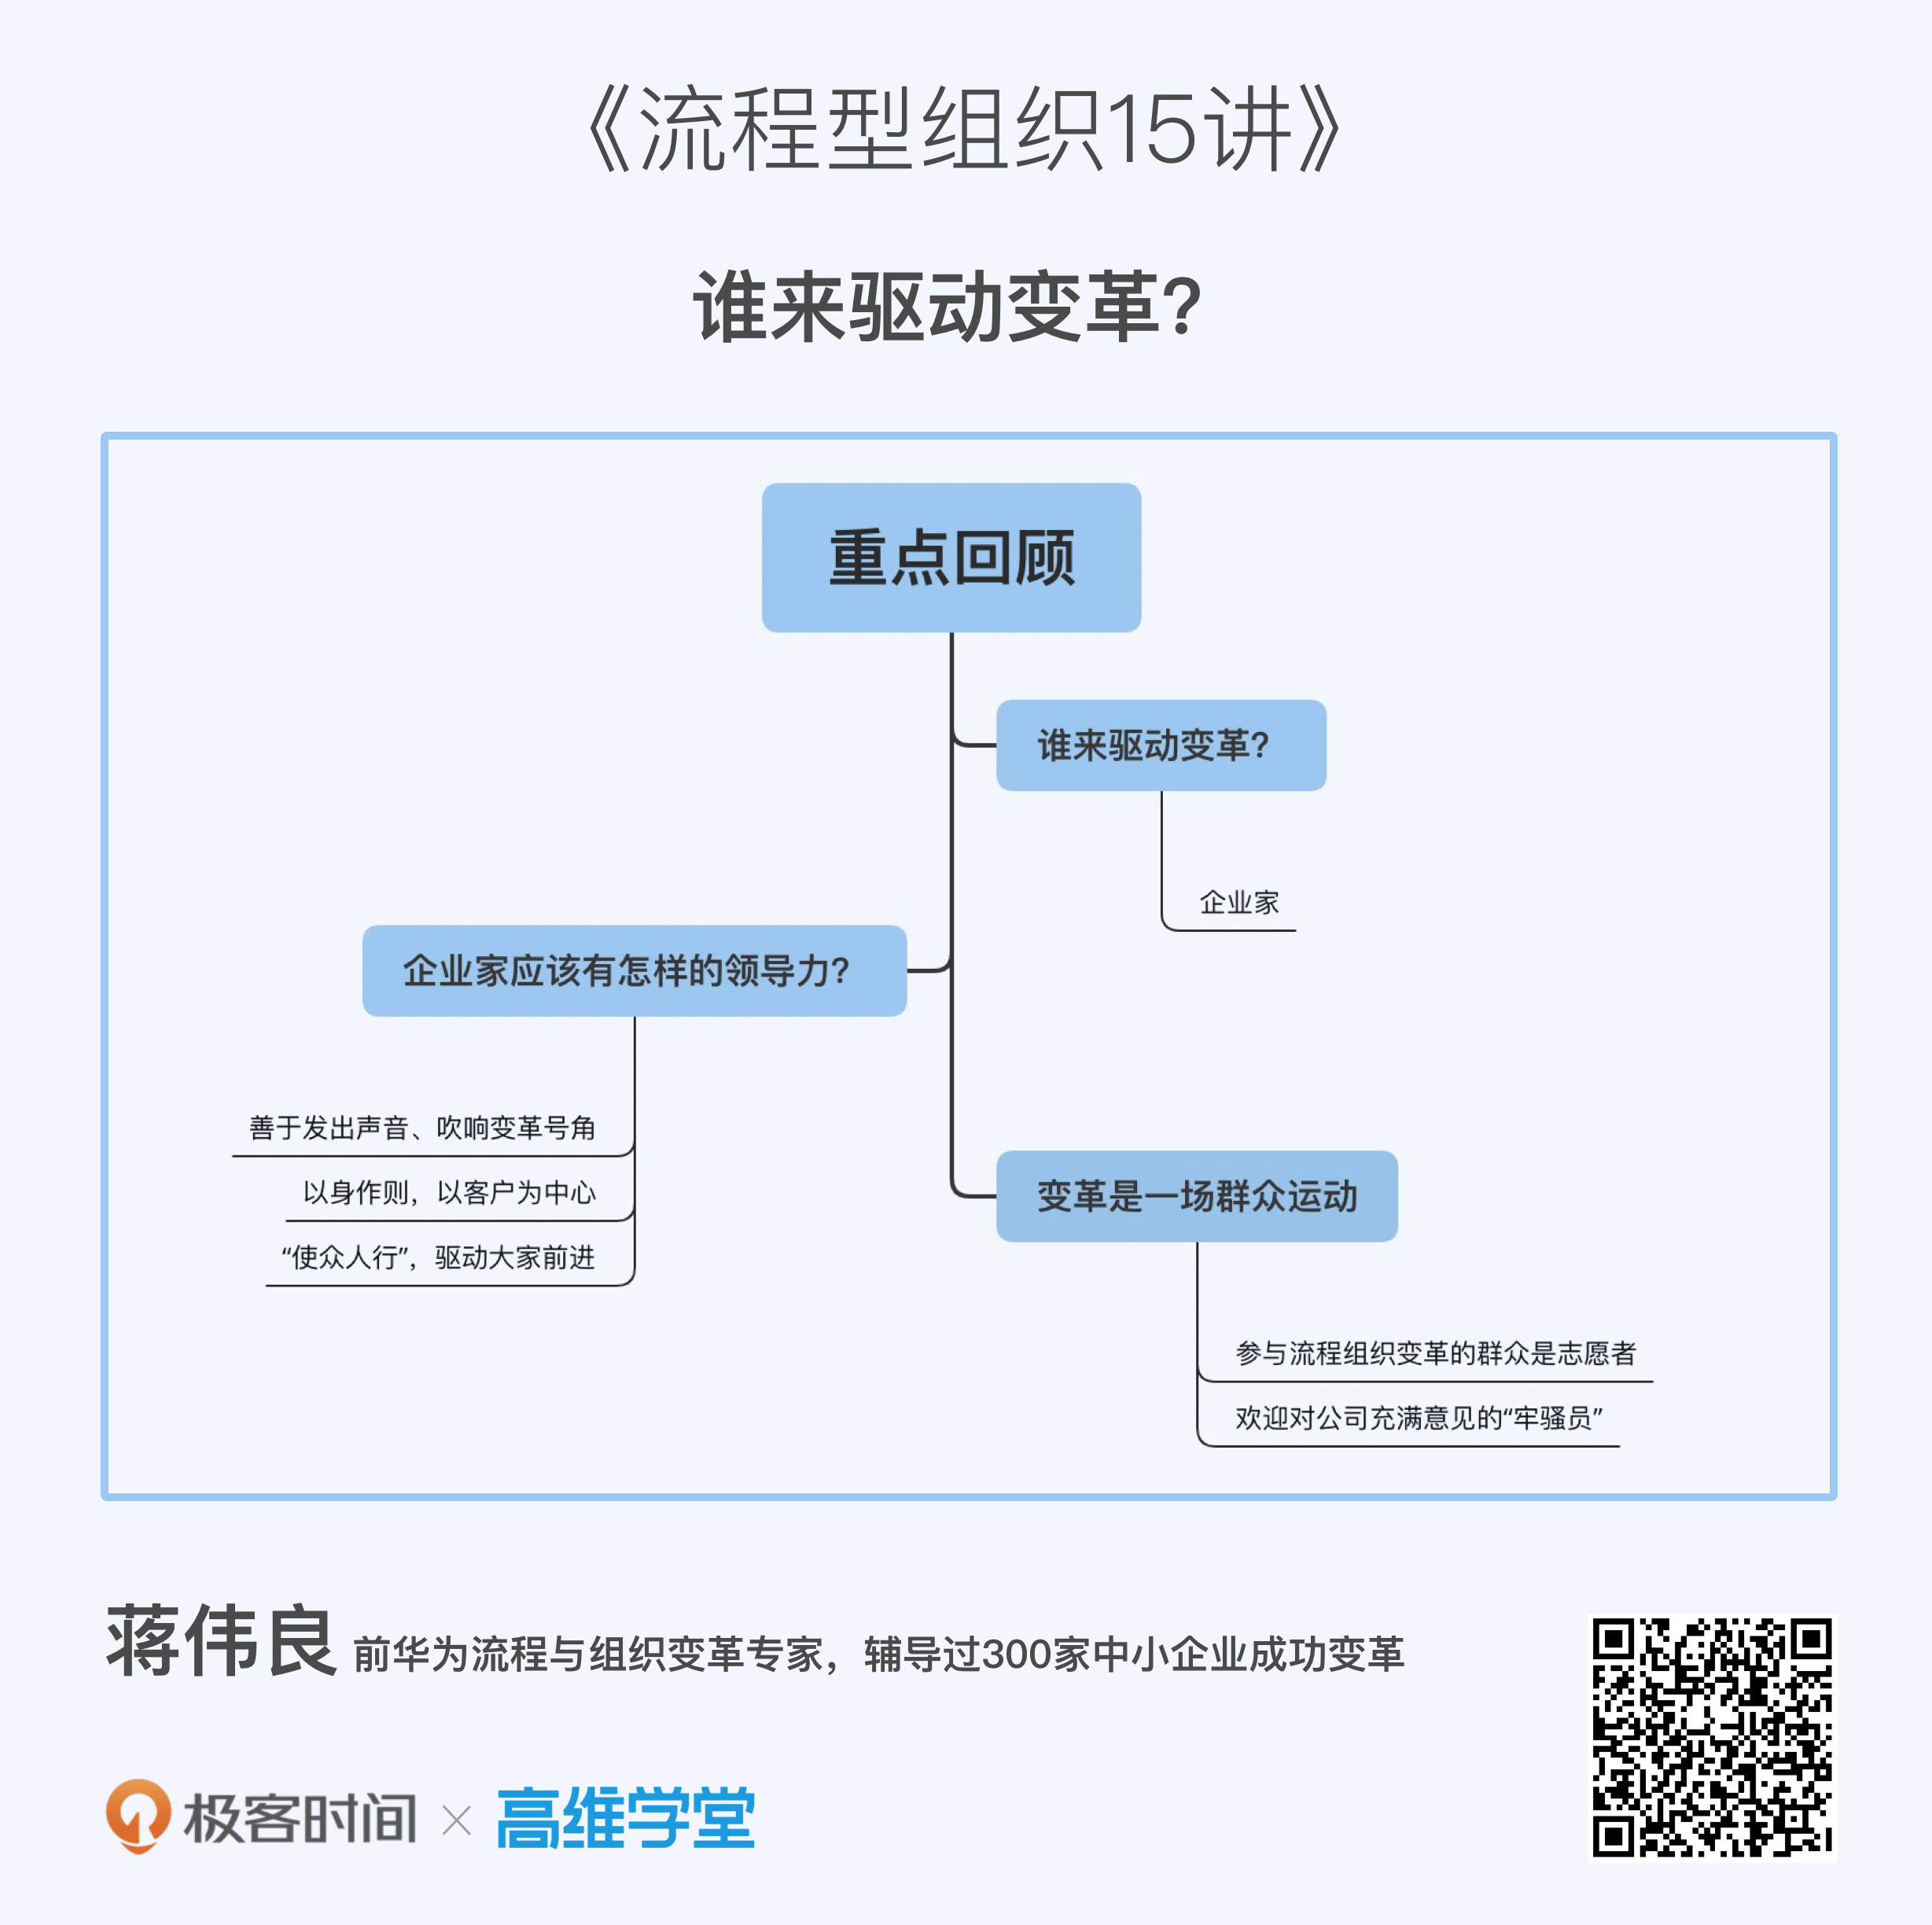 《流程型组织15讲》
谁来驱动变革?
重点回顾
谁来驱动变革?
企业家
企业家应该有怎样的领导力?
善于发出声音、吹响变革号角
以身作则，以客户为中心
“使众人行”，驱动大家前进
变革是一场群众运动
参与流程组织变革的群众是志愿者
欢迎对公司充满意见的“牢骚员”
蒋伟良 前华为流程与组织变革专家，辅导过300家中小企业成功变革
极客时间 × 高维学堂